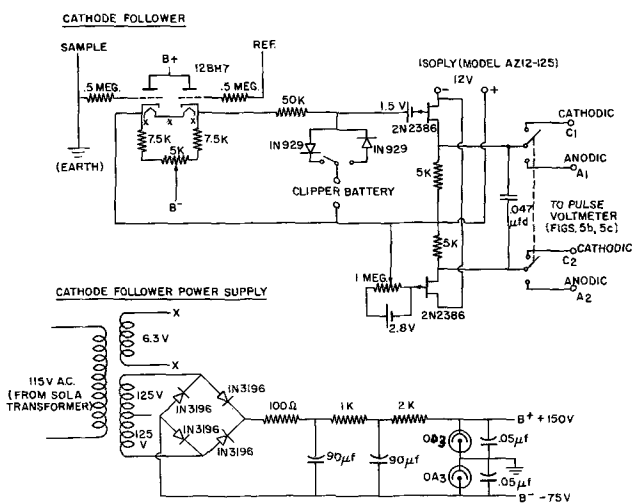 CATHODE FOLLOWER
SAMPLE
B+
12BH7
REF.
.5 MEG.
.5 MEG.
X
X
7.5K
7.5K
5K
B-
(EARTH)
50K
IN929
IN929
CLIPPER BATTERY
ISOPLY (MODEL AZ12-125)
12V
- +
1.5 V
2N2386
5K
5K
1 MEG.
2.8V
2N2386
.047
μfd
CATHODIC
C1
ANODIC
A1
TO PULSE
VOLTMETER
(FIGS. 5b, 5c)
CATHODIC
C2
ANODIC
A2
CATHODE FOLLOWER POWER SUPPLY
X
6.3V
X
115V A.C.
(FROM SOLA
TRANSFORMER)
125V
125
V
IN3196
IN3196
IN3196
IN3196
100Ω
1K
2K
90μf
90μf
OA3
OA3
.05μf
.05μf
B+ +150V
B- -75V